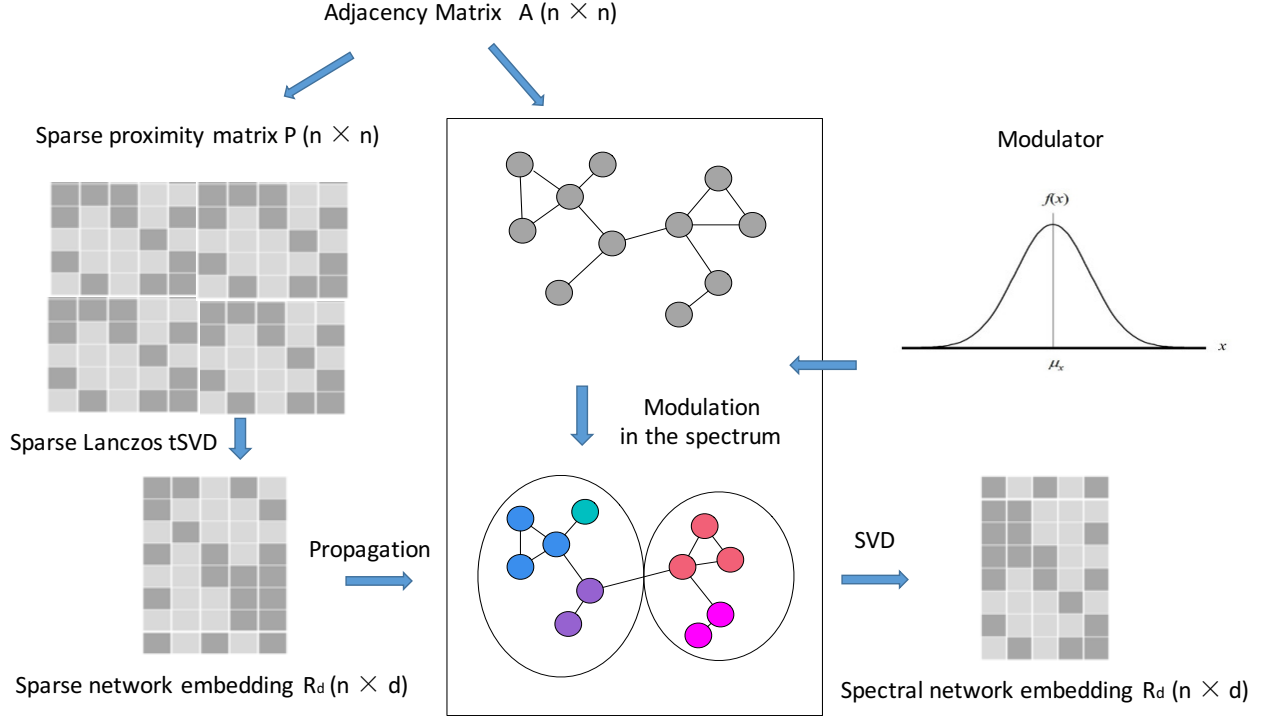 Adjacency Matrix A (n × n)
Sparse proximity matrix P (n × n)
Modulator
f(x)
x
μx
Modulation
in the spectrum
Sparse Lanczos tSVD
Propagation
SVD
Sparse network embedding Rd (n × d)
Spectral network embedding Rd (n × d)